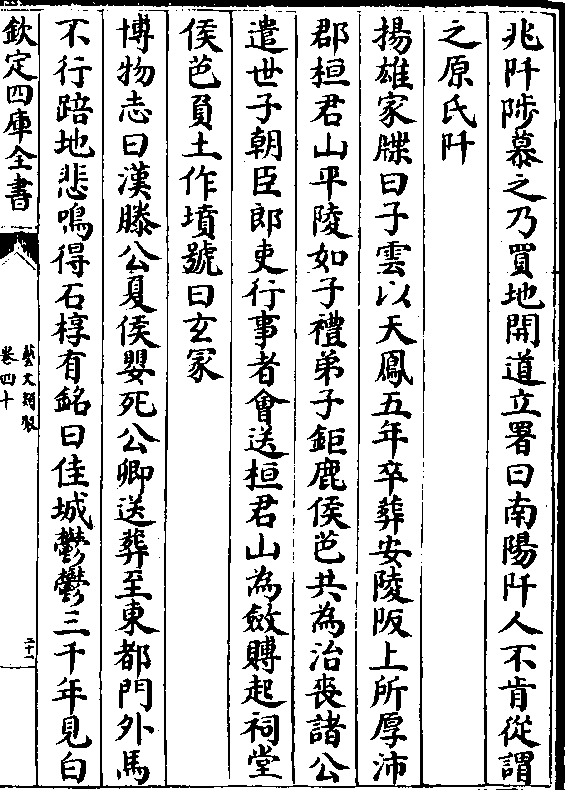 兆阡陟慕之乃買地開道立署曰南陽阡人不肯從謂
之原氏阡
揚雄家牒曰子雲以天鳳五年卒葬安陵阪上所厚沛
郡桓君山平陵如子禮弟子鉅鹿侯芭共為治喪諸公
遣世子朝臣郎吏行事者會送桓君山為斂賻起祠堂
侯芭負土作墳號曰玄冢
博物志曰漢滕公夏侯嬰死公卿送葬至東都門外馬
不行踣地悲鳴得石椁有銘曰佳城鬱鬱三千年見白
欽定四庫全書
藝文類聚
卷四十
二十二